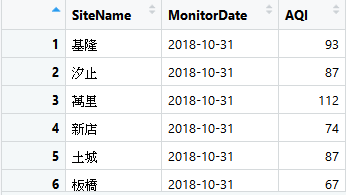 SiteName MonitorDate AQI
1 基隆 2018-10-31 93
2 汐止 2018-10-31 87
3 萬里 2018-10-31 112
4 新店 2018-10-31 74
5 土城 2018-10-31 87
6 板橋 2018-10-31 67